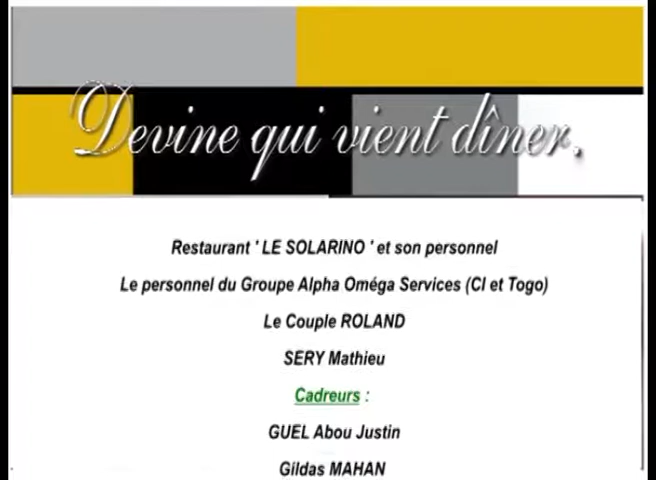 Devine qui vient dîner.
Restaurant ' LE SOLARINO ' et son personnel
Le personnel du Groupe Alpha Oméga Services (CI et Togo)
Le Couple ROLAND
SERY Mathieu
Cadreurs :
GUEL Abou Justin
Gildas MAHAN